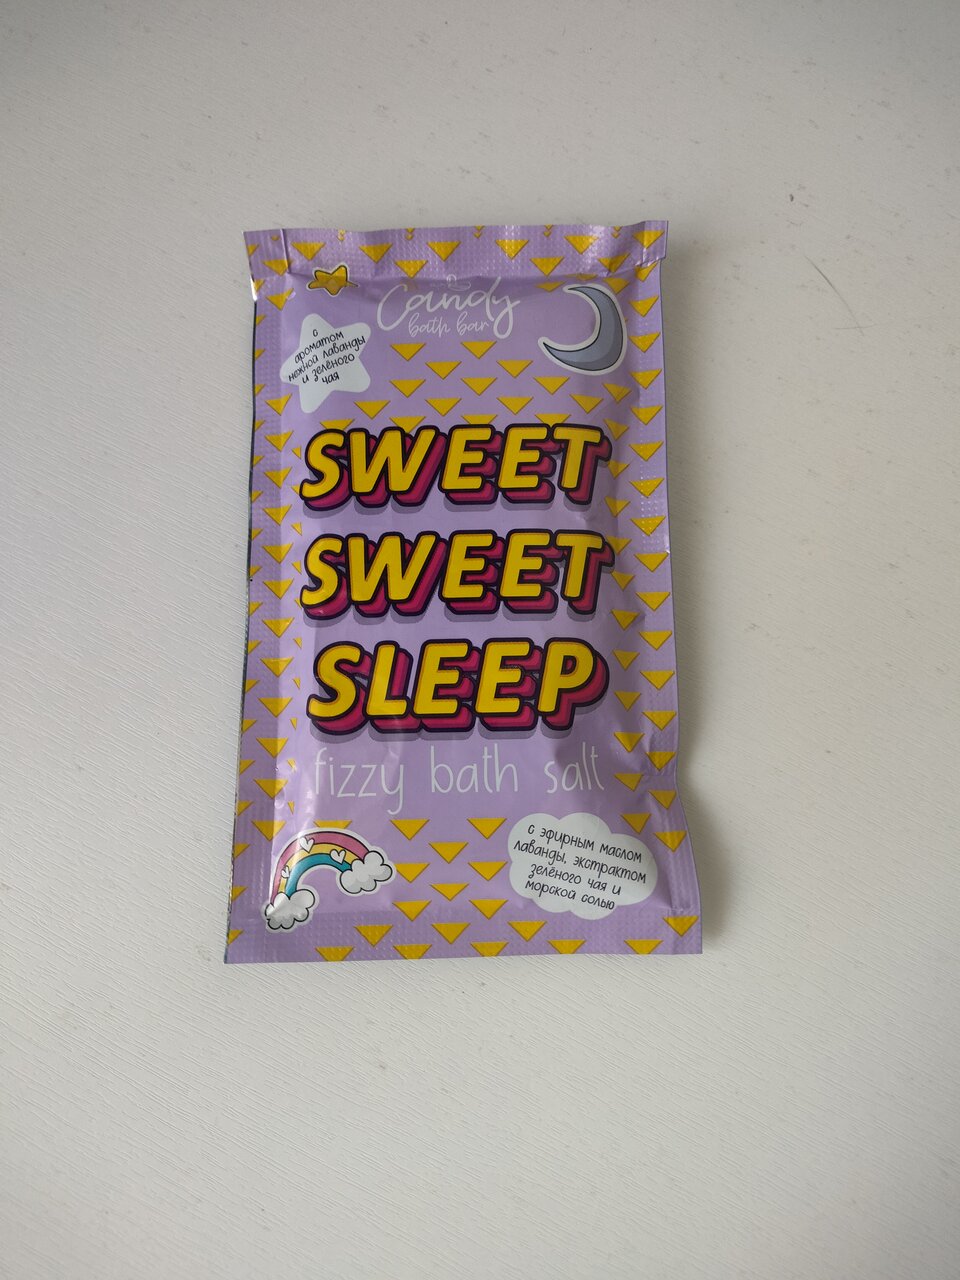 Candy
bath bar
с
ароматом
нежной лаванды
и зелёного
чая
SWEET
SWEET
SLEEP
fizzy bath salt
с эфирным маслом
лаванды, экстрактом
зелёного чая и
морской солью